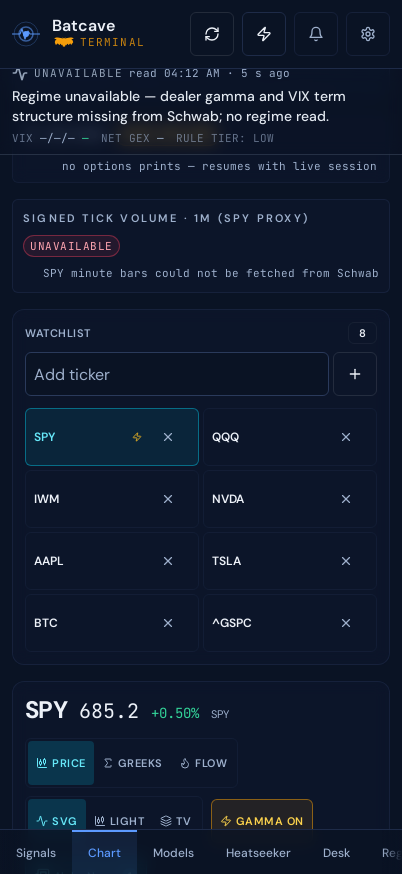 Batcave
TERMINAL
UNAVAILABLE read 04:12 AM · 5 s ago
Regime unavailable — dealer gamma and VIX term
structure missing from Schwab; no regime read.
VIX —/—/— — NET GEX — RULE TIER: LOW
no options prints — resumes with live session
SIGNED TICK VOLUME · 1M (SPY PROXY)
UNAVAILABLE
SPY minute bars could not be fetched from Schwab
WATCHLIST 8
Add ticker +
SPY QQQ
IWM NVDA
AAPL TSLA
BTC ^GSPC
SPY 685.2 +0.50% SPY
PRICE GREEKS FLOW
SVG LIGHT TV GAMMA ON
Signals Chart Models Heatseeker Desk Reg